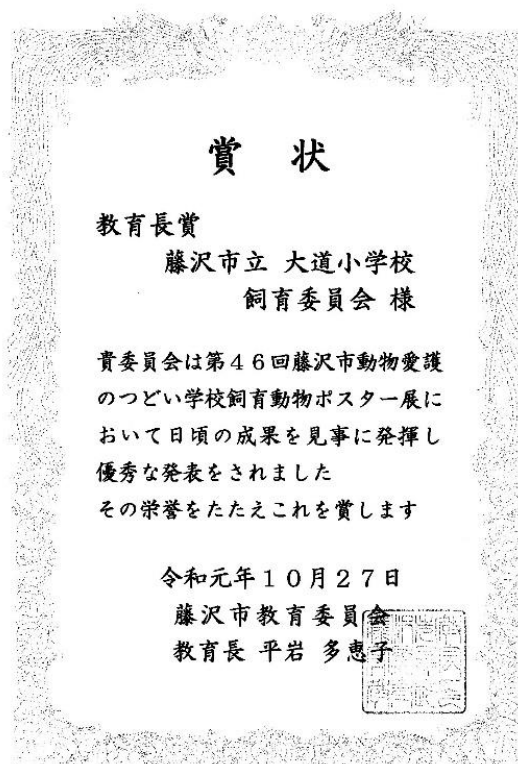 賞 状
教育長賞
藤沢市立 大道小学校
飼育委員会 様
貴委員会は第46回藤沢市動物愛護
のつどい学校飼育動物ポスター展に
おいて日頃の成果を見事に発揮し
優秀な発表をされました
その栄誉をたたえこれを賞します
令和元年10月27日
藤沢市教育委員会
教育長 平岩 多恵子